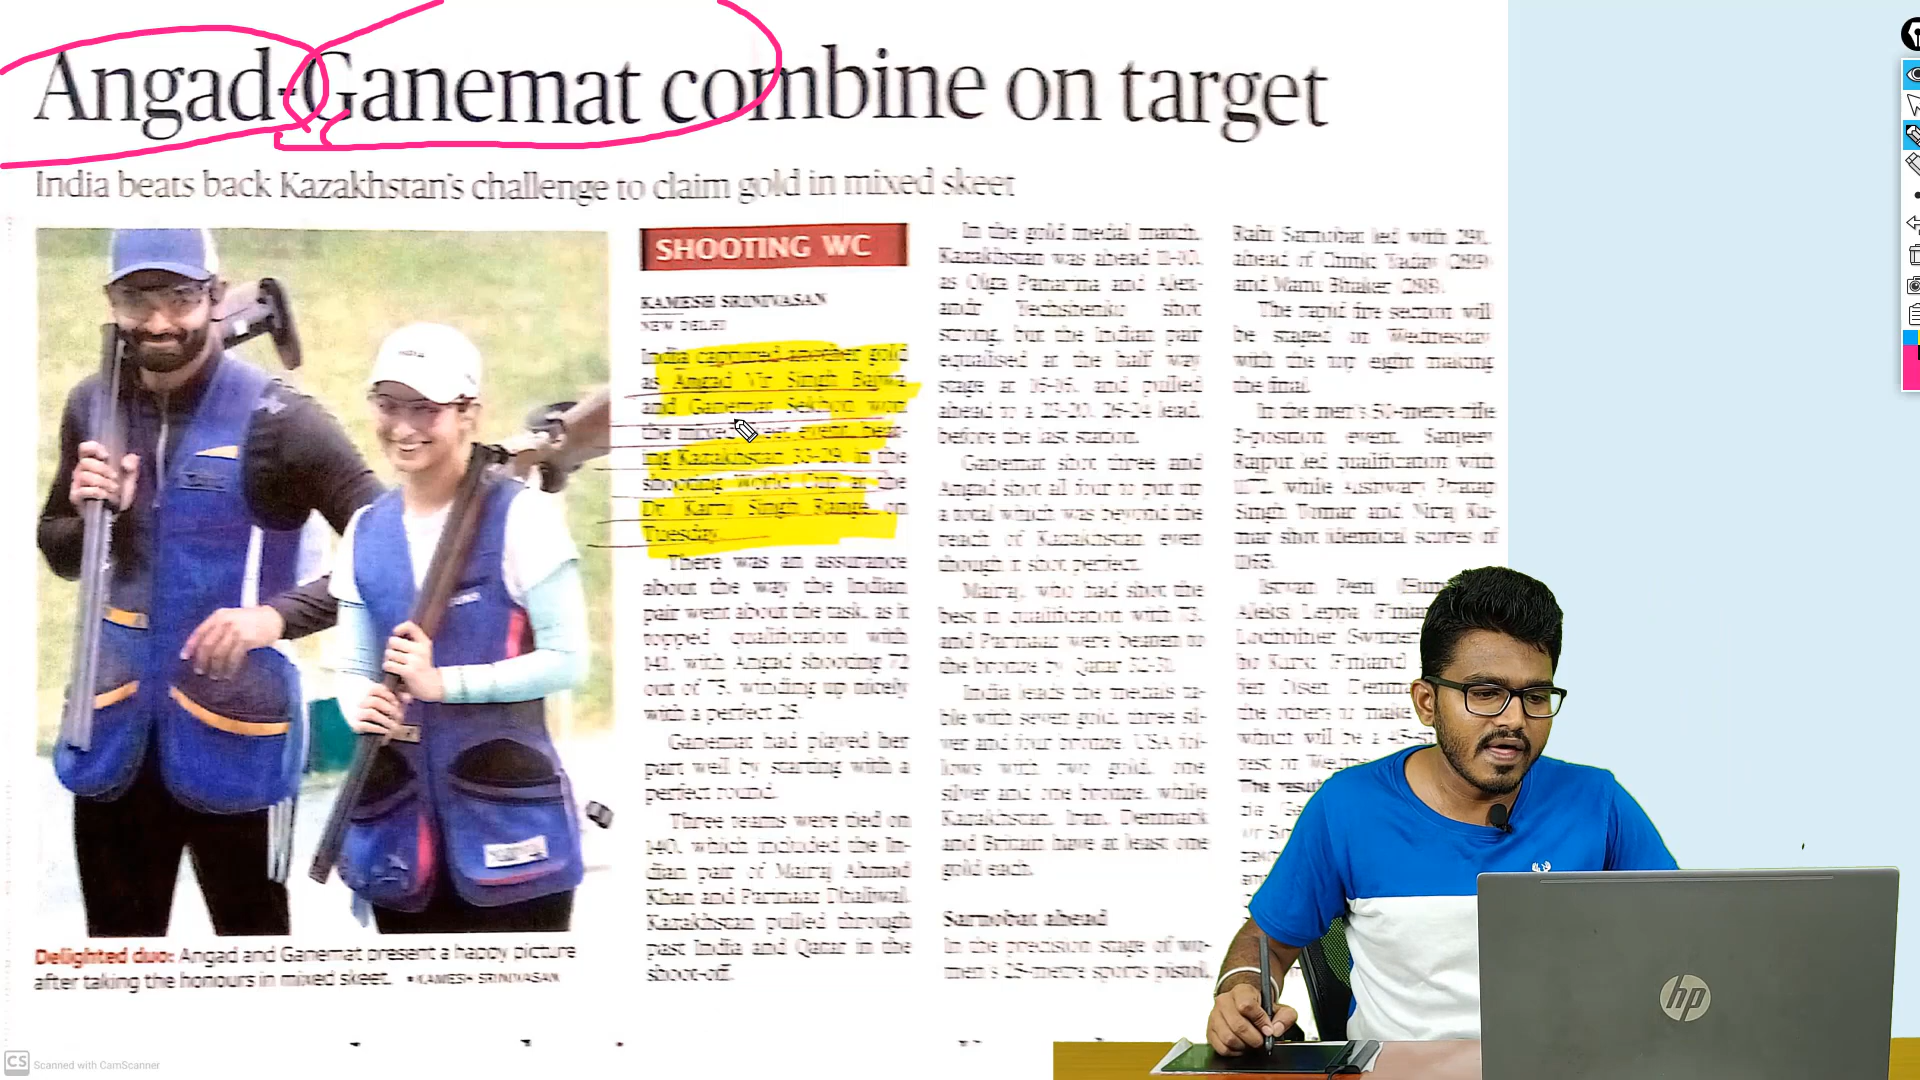 Angad-Ganemat combine on target
India beats back Kazakhstan's challenge to claim gold in mixed skeet
SHOOTING WC
KAMESH SRINIVASAN
NEW DELHI
India captured another gold
as Angad Vir Singh Bajwa
and Ganemat Sekhon won
the mixed event, beat-
ing Kazakhstan 33-29, in the
shooting World Cup at the
Dr. Karni Singh Range on
Tuesday.
There was an assurance
about the way the Indian
pair went about the task, as it
topped qualification with
141, with Angad shooting 72
out of 75, winding up nicely
with a perfect 25.
Ganemat had played her
part well by starting with a
perfect round.
Three teams were tied on
140, which included the In-
dian pair of Mairaj Ahmad
Khan and Parinaaz Dhaliwal.
Kazakhstan pulled through
past India and Qatar in the
shoot-off.
In the gold medal match,
Kazakhstan was ahead 11-10,
as Olga Panarina and Alex-
andr Yechshenko shot
strong, but the Indian pair
equalised at the half way
stage at 16-16, and pulled
ahead to a 23-20, 26-24 lead,
before the last station.
Ganemat shot three and
Angad shot all four to put up
a total which was beyond the
reach of Kazakhstan even
though it shot perfect.
Mairaj, who had shot the
best in qualification with 73,
and Parinaaz were beaten to
the bronze by Qatar 32-31.
India leads the medals ta-
ble with seven gold, three sil-
ver and four bronze. USA fol-
lows with two gold, one
silver and one bronze, while
Kazakhstan, Iran, Denmark
and Britain have at least one
gold each.
Sarnobat ahead
In the precision stage of wo-
men's 25-metre sports pistol,
Rahi Sarnobat led with 291,
ahead of Chinki Yadav (289)
and Manu Bhaker (288).
The rapid fire section will
be staged on Wednesday
with the top eight making
the final.
In the men's 50-metre rifle
3-position event, Sanjeev
Rajput led qualification with
1172, while Aishwary Pratap
Singh Tomar and Niraj Ku-
mar shot identical scores of
1165.
Istvan Peni
Aleksi Leppa
the others to make
which will be a 45-
The
Delighted duo: Angad and Ganemat present a happy picture
after taking the honours in mixed skeet. •KAMESH SRINIVASAN
CS Scanned with CamScanner
hp